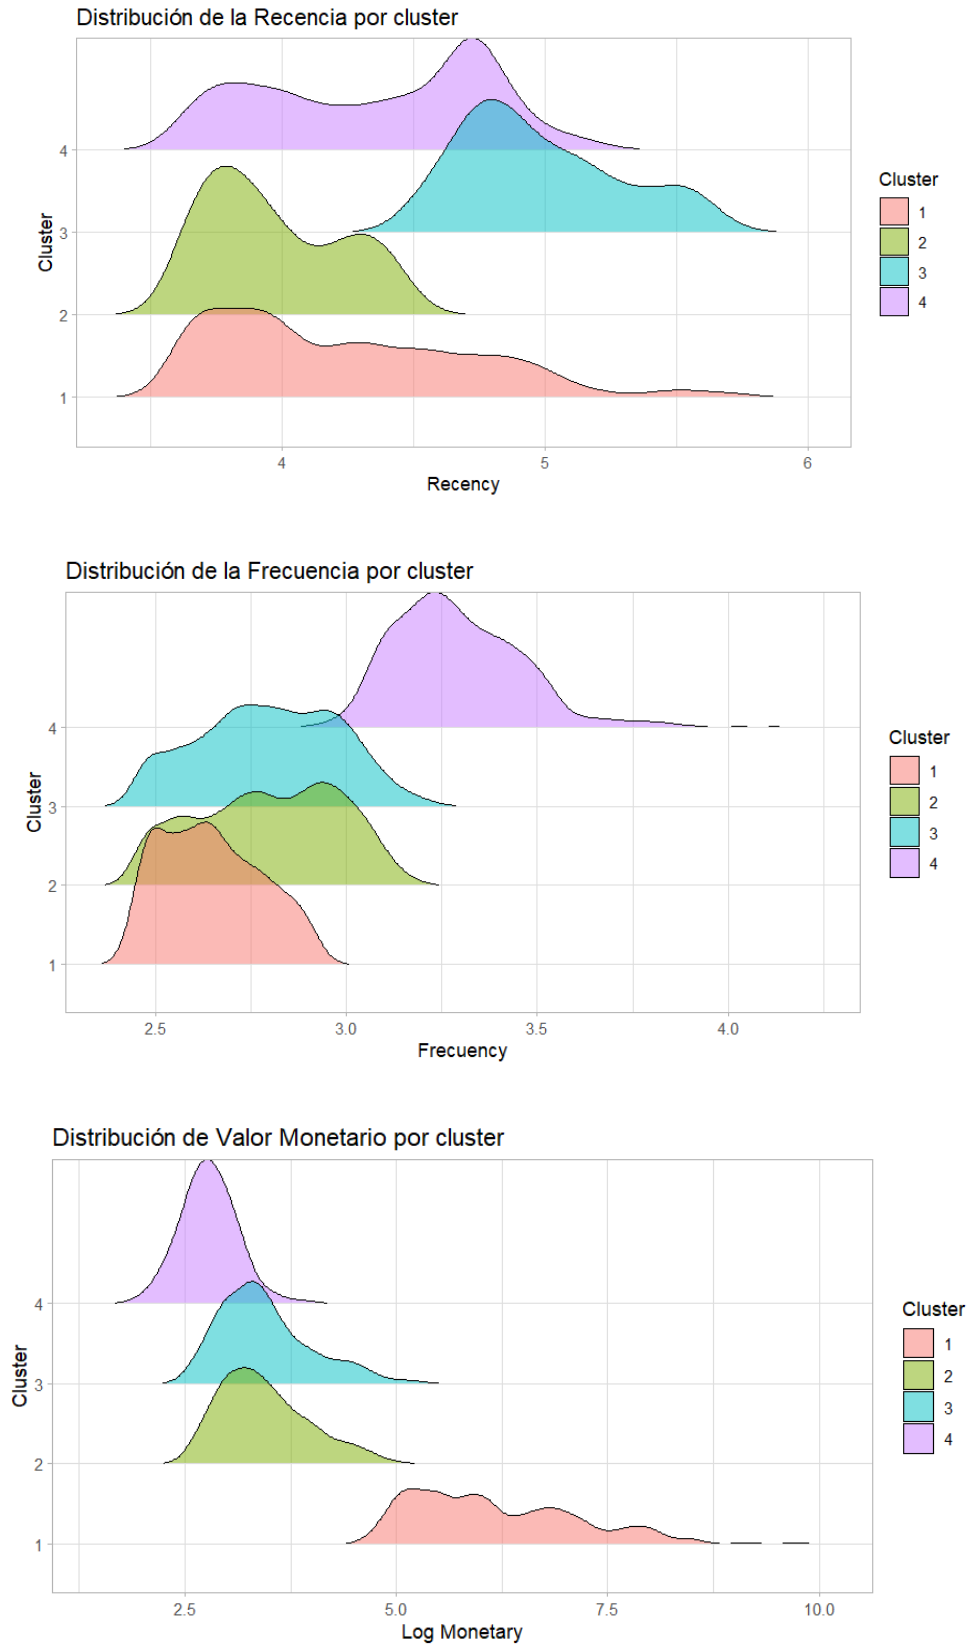 Distribución de la Recencia por cluster
4
3
2
1
Cluster
4
5
6
Recency
Cluster
1
2
3
4
Distribución de la Frecuencia por cluster
4
3
2
1
Cluster
2.5
3.0
3.5
4.0
Frecuency
Cluster
1
2
3
4
Distribución de Valor Monetario por cluster
4
3
2
1
Cluster
2.5
5.0
7.5
10.0
Log Monetary
Cluster
1
2
3
4